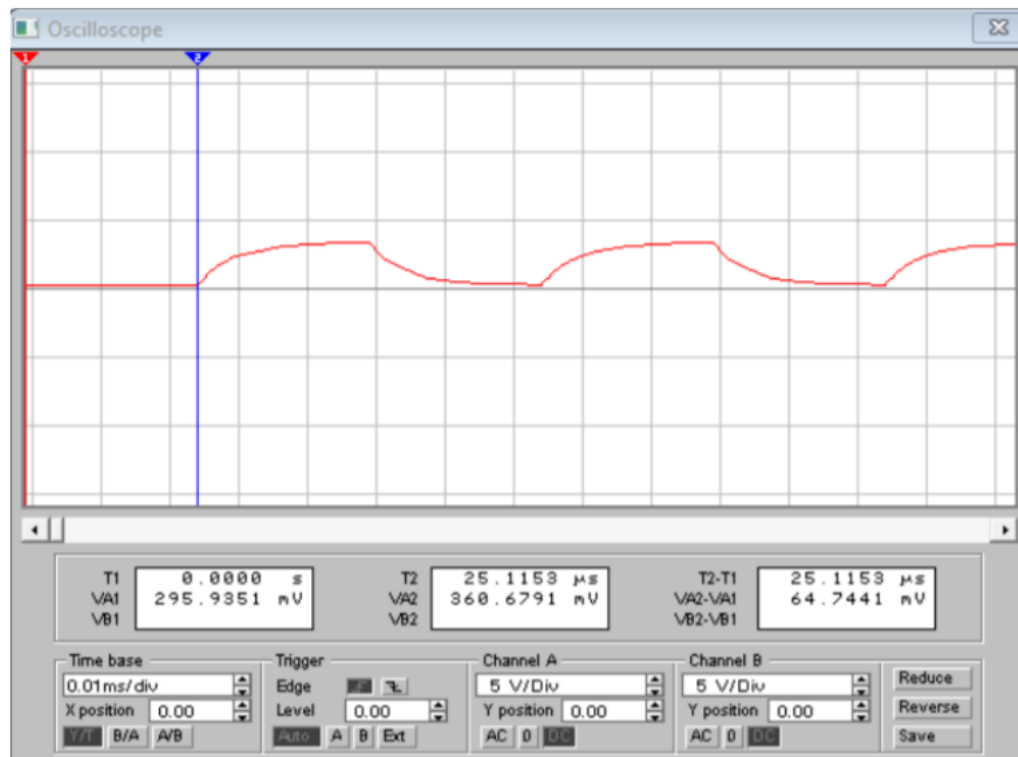 Oscilloscope
1 2
T1 0.0000 s T2 25.1153 µs T2-T1 25.1153 µs
VA1 295.9351 mV VA2 360.6791 mV VA2-VA1 64.7441 mV
VB1 VB2 VB2-VB1
Time base Trigger Channel A Channel B
0.01ms/div Edge 5 V/Div 5 V/Div Reduce
X position 0.00 Level 0.00 Y position 0.00 Y position 0.00 Reverse
Y/T B/A A/B Auto A B Ext AC 0 DC AC 0 DC Save